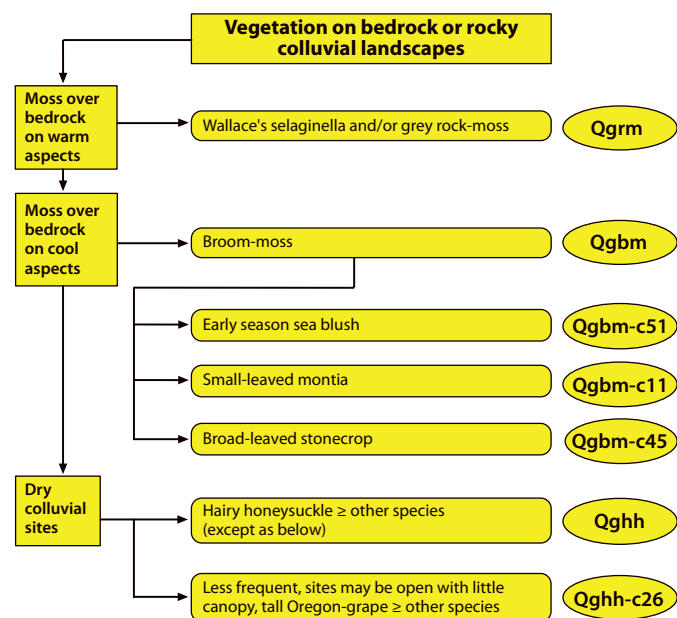 Vegetation on bedrock or rocky
colluvial landscapes
Moss over
bedrock
on warm
aspects
Wallace's selaginella and/or grey rock-moss
Qgrm
Moss over
bedrock
on cool
aspects
Broom-moss
Qgbm
Early season sea blush
Qgbm-c51
Small-leaved montia
Qgbm-c11
Broad-leaved stonecrop
Qgbm-c45
Dry
colluvial
sites
Hairy honeysuckle ≥ other species
(except as below)
Qghh
Less frequent, sites may be open with little
canopy, tall Oregon-grape ≥ other species
Qghh-c26